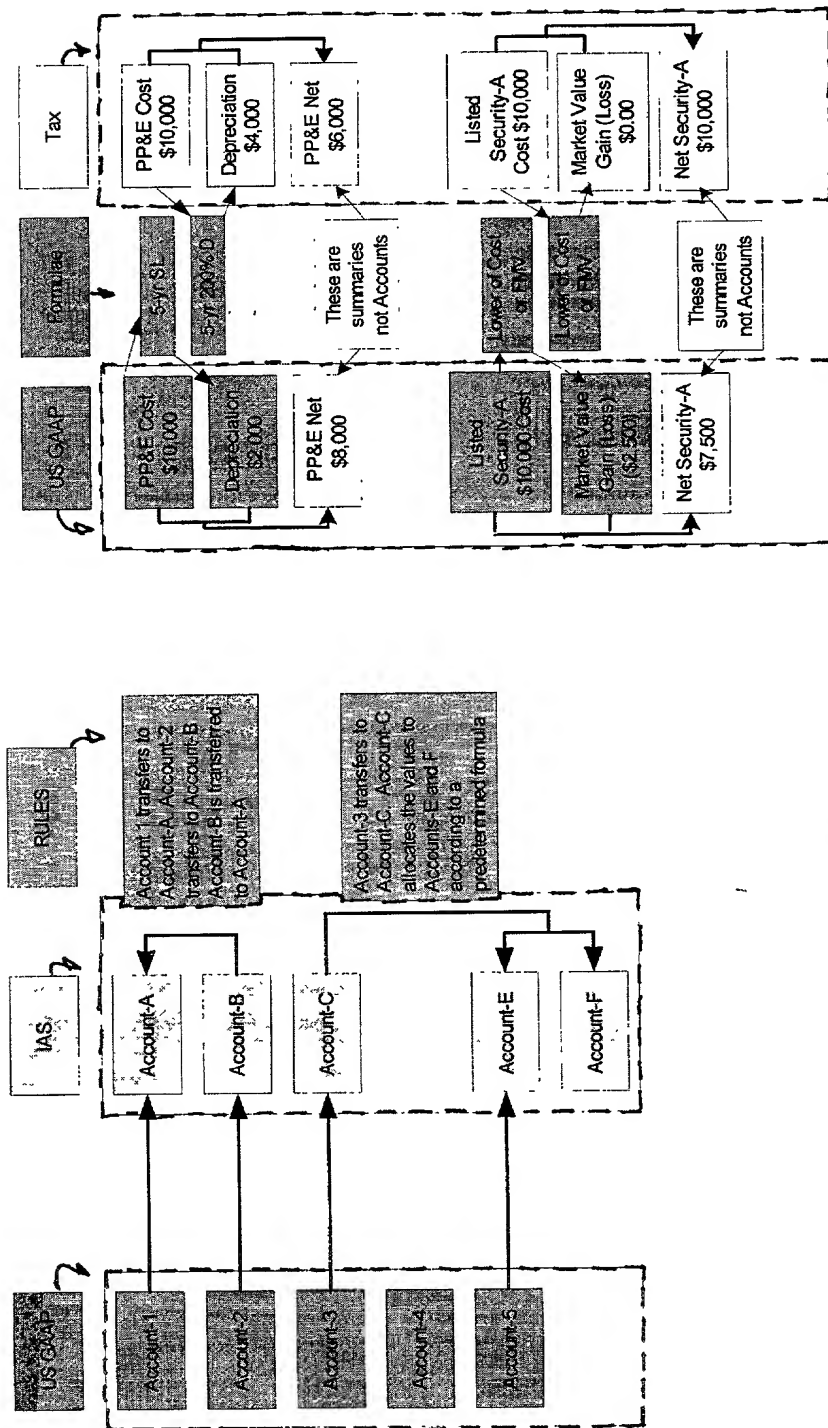 US GAAP
Account-1
Account-2
Account-3
Account-4
Account-5
IAS
Account-A
Account-B
Account-C
Account-E
Account-F
RULES
Account 1 transfers to
Account-A. Account-2
transfers to Account-B.
Account-B is transferred
to Account-A
Account-3 transfers to
Account-C. Account-C
allocates the values to
Accounts-E and F
according to a
predetermined formula
US GAAP
PP&E Cost
$10,000
Depreciation
$2,000
PP&E Net
$8,000
Listed
Security-A
$10,000 Cost
Market Value
Gain (Loss)
($2,500)
Net Security-A
$7,500
Formulae
5-yr SL
5-yr 200% D
These are
summaries
not Accounts
Lower of Cost
or FMV
Lower of Cost
or FMV
These are
summaries
not Accounts
Tax
PP&E Cost
$10,000
Depreciation
$4,000
PP&E Net
$6,000
Listed
Security-A
Cost $10,000
Market Value
Gain (Loss)
$0.00
Net Security-A
$10,000